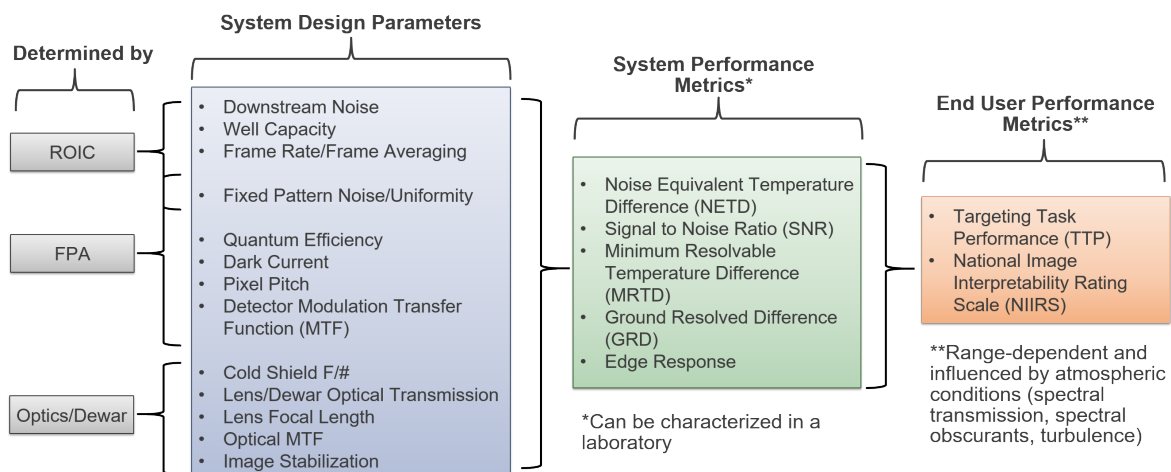 Determined by
ROIC
FPA
Optics/Dewar
System Design Parameters
• Downstream Noise
• Well Capacity
• Frame Rate/Frame Averaging
• Fixed Pattern Noise/Uniformity
• Quantum Efficiency
• Dark Current
• Pixel Pitch
• Detector Modulation Transfer
Function (MTF)
• Cold Shield F/#
• Lens/Dewar Optical Transmission
• Lens Focal Length
• Optical MTF
• Image Stabilization
System Performance
Metrics*
• Noise Equivalent Temperature
Difference (NETD)
• Signal to Noise Ratio (SNR)
• Minimum Resolvable
Temperature Difference
(MRTD)
• Ground Resolved Difference
(GRD)
• Edge Response
*Can be characterized in a
laboratory
End User Performance
Metrics**
• Targeting Task
Performance (TTP)
• National Image
Interpretability Rating
Scale (NIIRS)
**Range-dependent and
influenced by atmospheric
conditions (spectral
transmission, spectral
obscurants, turbulence)